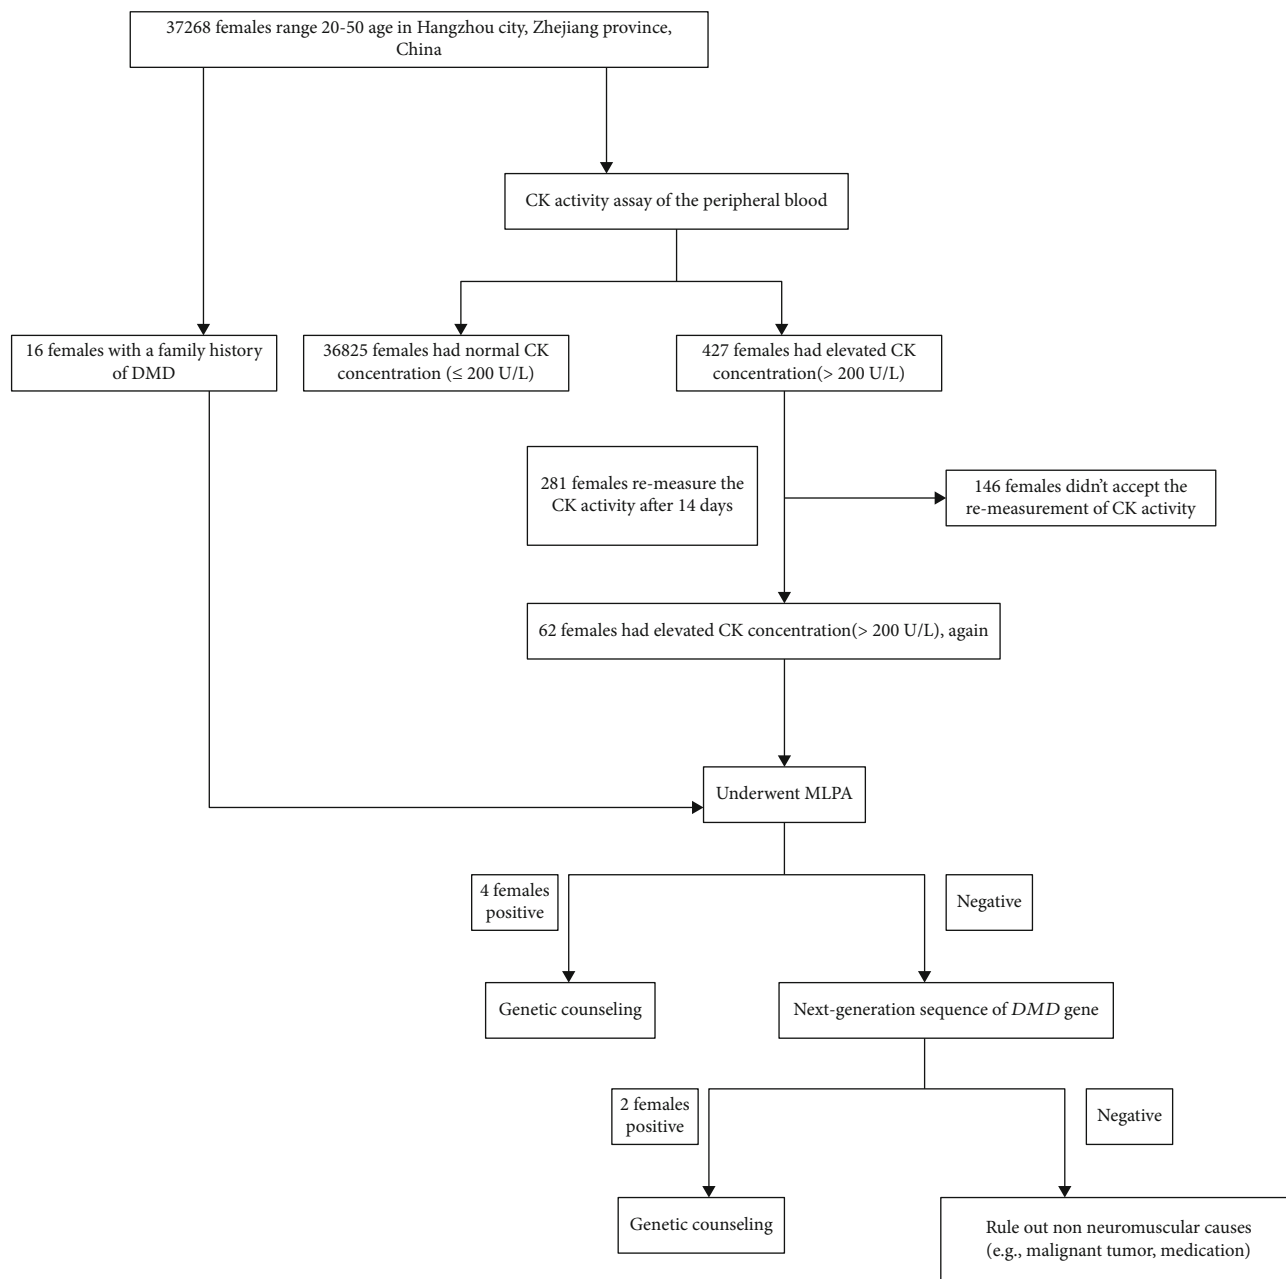 37268 females range 20-50 age in Hangzhou city, Zhejiang province,
China
CK activity assay of the peripheral blood
16 females with a family history
of DMD
36825 females had normal CK
concentration (≤ 200 U/L)
427 females had elevated CK
concentration(> 200 U/L)
281 females re-measure the
CK activity after 14 days
146 females didn't accept the
re-measurement of CK activity
62 females had elevated CK concentration(> 200 U/L), again
Underwent MLPA
4 females
positive
Negative
Genetic counseling
Next-generation sequence of DMD gene
2 females
positive
Negative
Genetic counseling
Rule out non neuromuscular causes
(e.g., malignant tumor, medication)